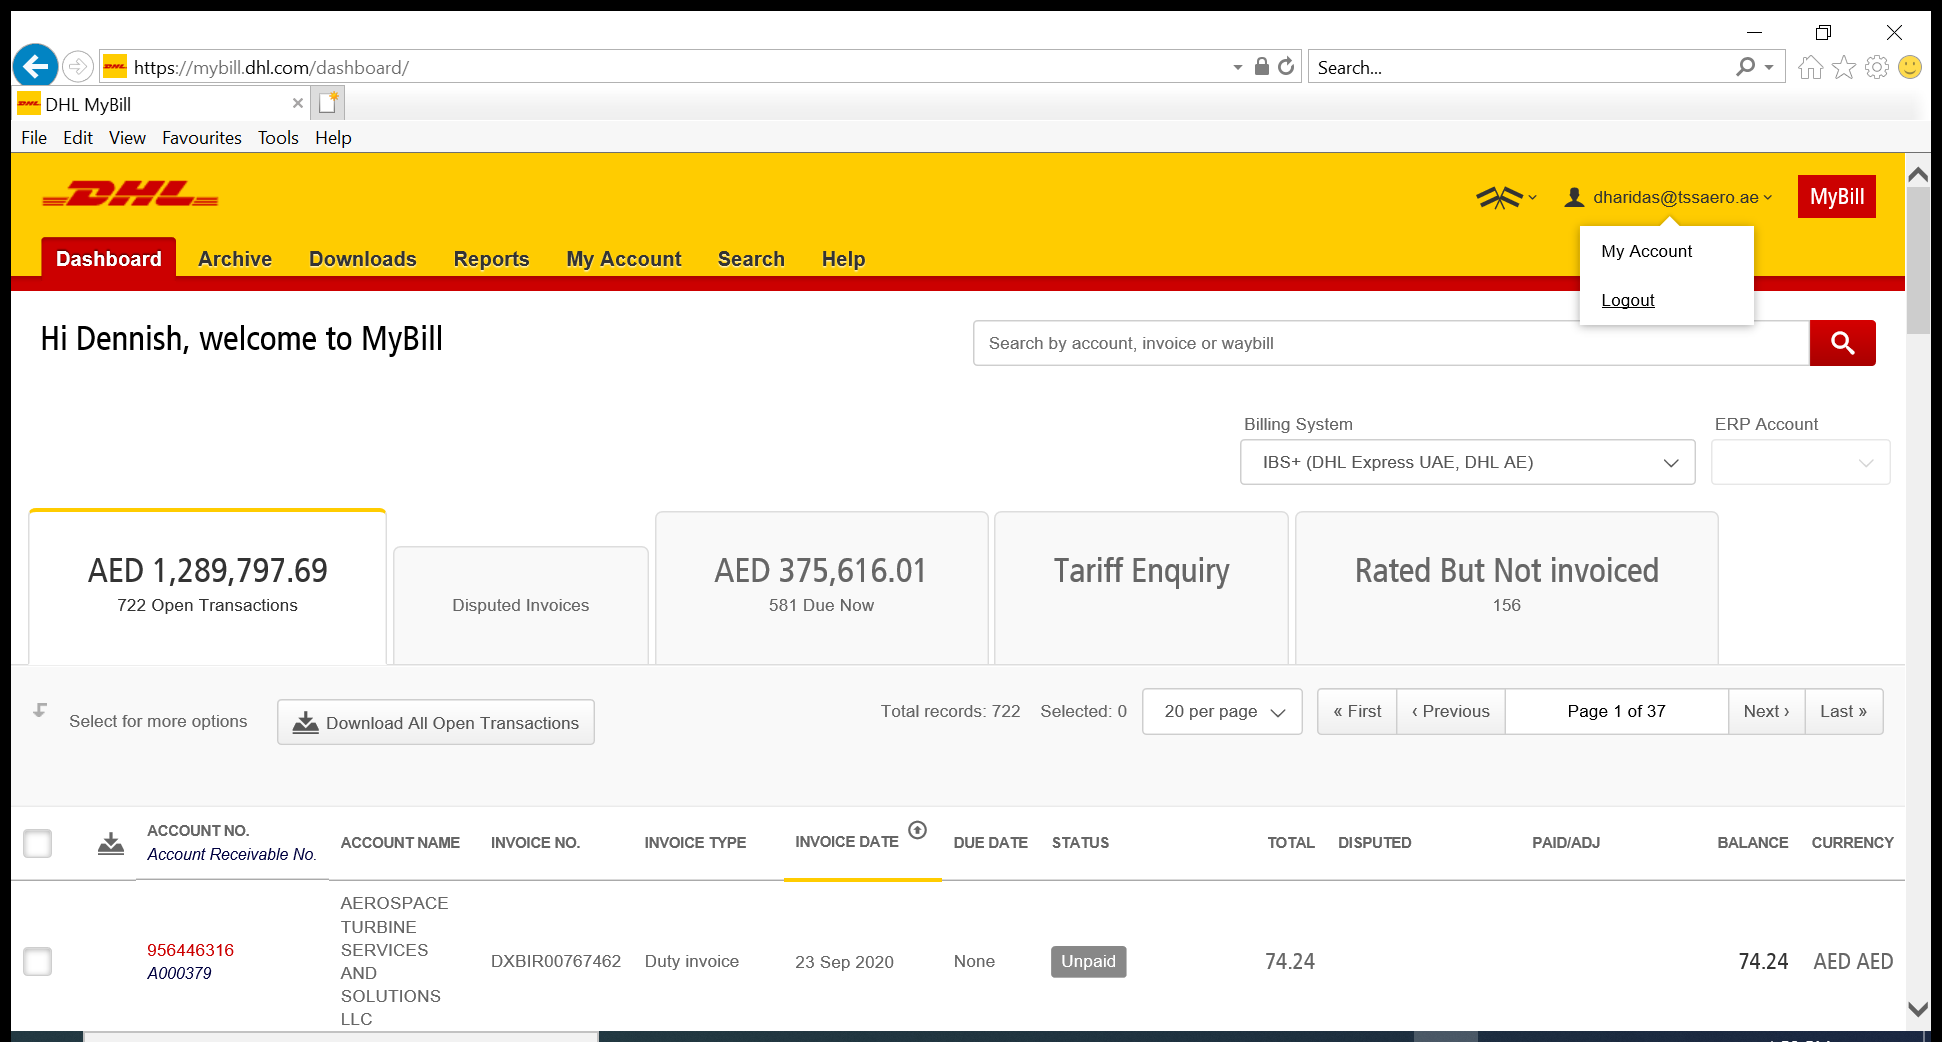 https://mybill.dhl.com/dashboard/
Search...
DHL MyBill
File Edit View Favourites Tools Help
DHL
dharidas@tssaero.ae
MyBill
My Account
Logout
Dashboard Archive Downloads Reports My Account Search Help
Hi Dennish, welcome to MyBill
Search by account, invoice or waybill
Billing System
ERP Account
IBS+ (DHL Express UAE, DHL AE)
AED 1,289,797.69
722 Open Transactions
Disputed Invoices
AED 375,616.01
581 Due Now
Tariff Enquiry
Rated But Not invoiced
156
Select for more options
Download All Open Transactions
Total records: 722 Selected: 0
20 per page
« First ‹ Previous Page 1 of 37 Next › Last »
ACCOUNT NO.
Account Receivable No.
ACCOUNT NAME INVOICE NO. INVOICE TYPE INVOICE DATE DUE DATE STATUS TOTAL DISPUTED PAID/ADJ BALANCE CURRENCY
956446316
A000379
AEROSPACE
TURBINE
SERVICES
AND
SOLUTIONS
LLC
DXBIR00767462 Duty invoice 23 Sep 2020 None Unpaid 74.24 74.24 AED AED